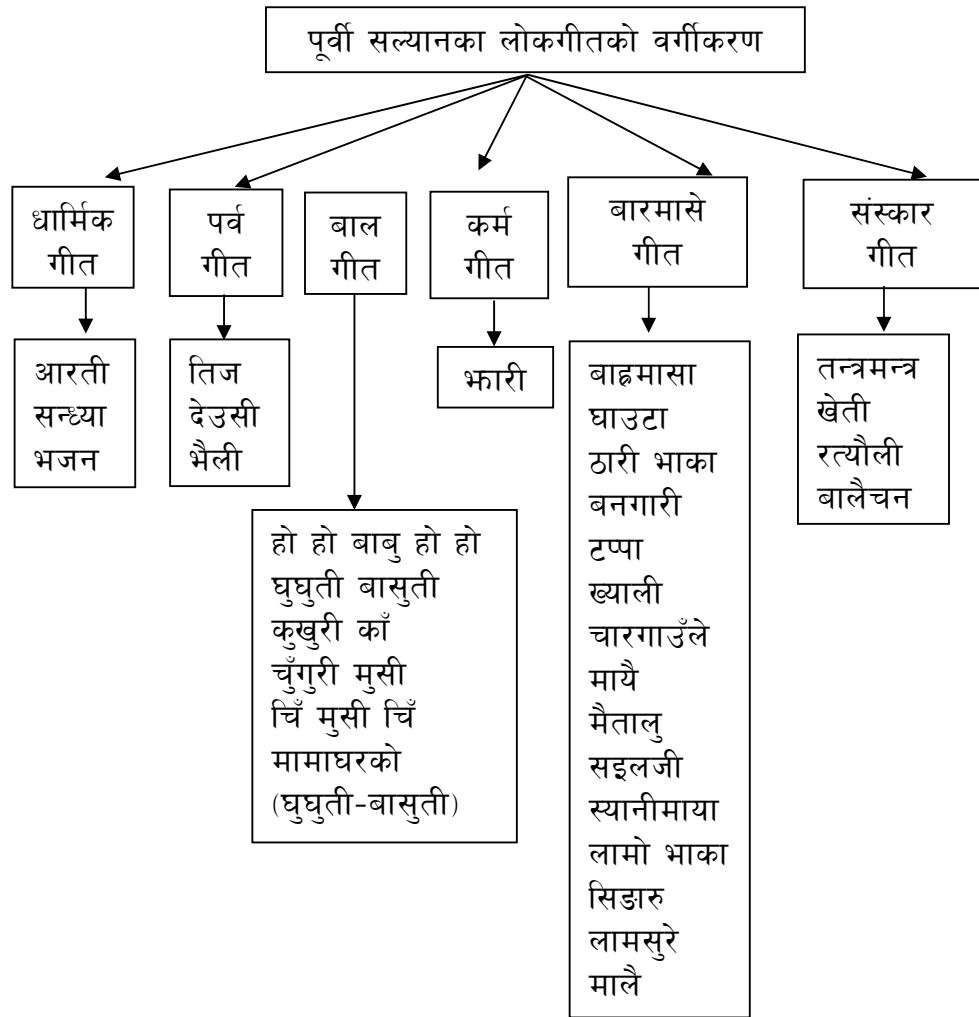 पूर्वी सल्यानका लोकगीतको वर्गीकरण
धार्मिक
गीत
पर्व
गीत
बाल
गीत
कर्म
गीत
बारमासे
गीत
संस्कार
गीत
आरती
सन्ध्या
भजन
तिज
देउसी
भैली
हो हो बाबु हो हो
घुघुती बासुती
कुखुरी काँ
चुँगुरी मुसी
चिँ मुसी चिँ
मामाघरको
(घुघुती-बासुती)
झारी
बाह्रमासा
घाउटा
ठारी भाका
बनगारी
टप्पा
ख्याली
चारगाउँले
मायै
मैतालु
सइलजी
स्यानीमाया
लामो भाका
सिङारु
लामसुरे
मालै
तन्त्रमन्त्र
खेती
रत्यौली
बालैचन